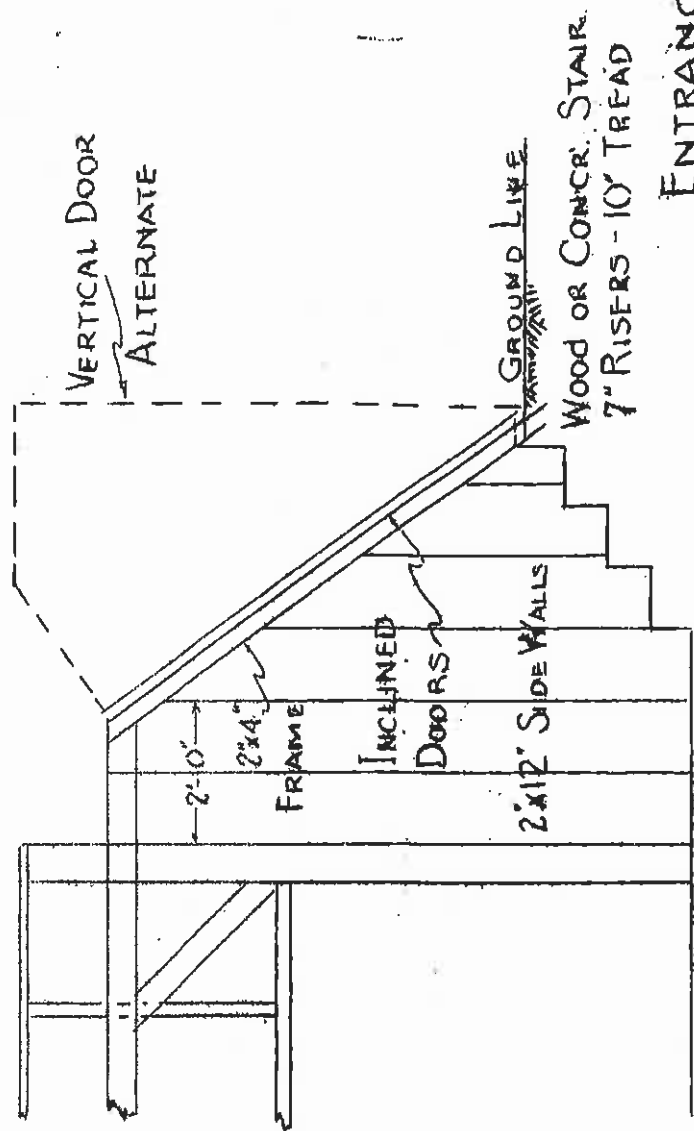 VERTICAL DOOR
ALTERNATE
GROUND LINE
2'-0"
2"x4"
FRAME
INCLINED
DOORS
2"x12" SIDE WALLS
WOOD OR CONCR. STAIR
7" RISERS - 10" TREAD